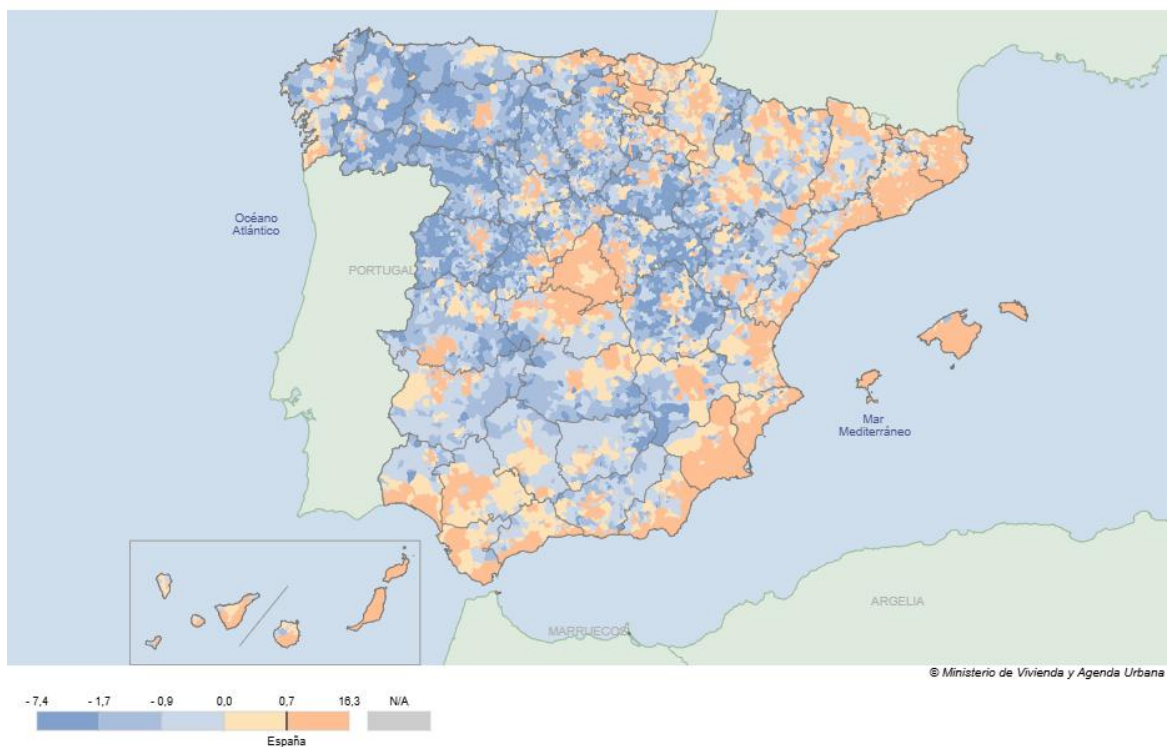 Océano
Atlántico
PORTUGAL
Mar
Mediterráneo
ARGELIA
MARRUECOS
© Ministerio de Vivienda y Agenda Urbana
- 7,4 - 1,7 - 0,9 0,0 0,7 16,3 N/A
España